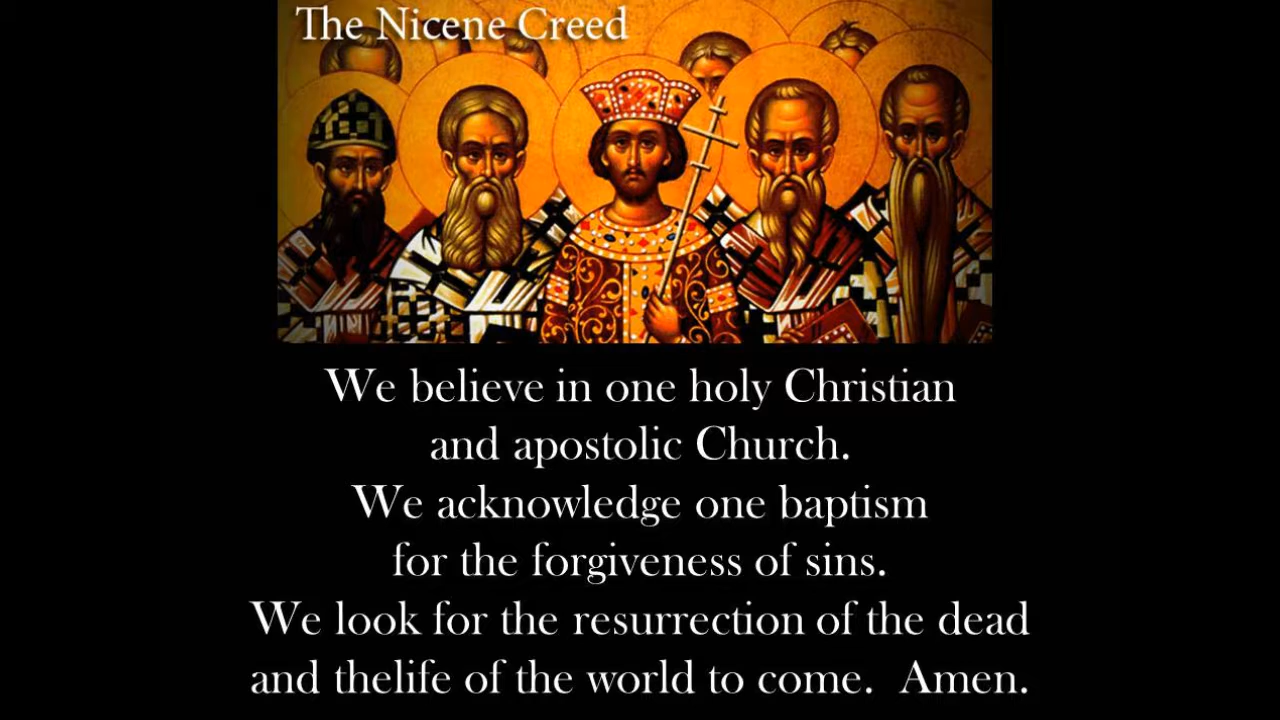 The Nicene Creed
We believe in one holy Christian
and apostolic Church.
We acknowledge one baptism
for the forgiveness of sins.
We look for the resurrection of the dead
and thelife of the world to come.  Amen.